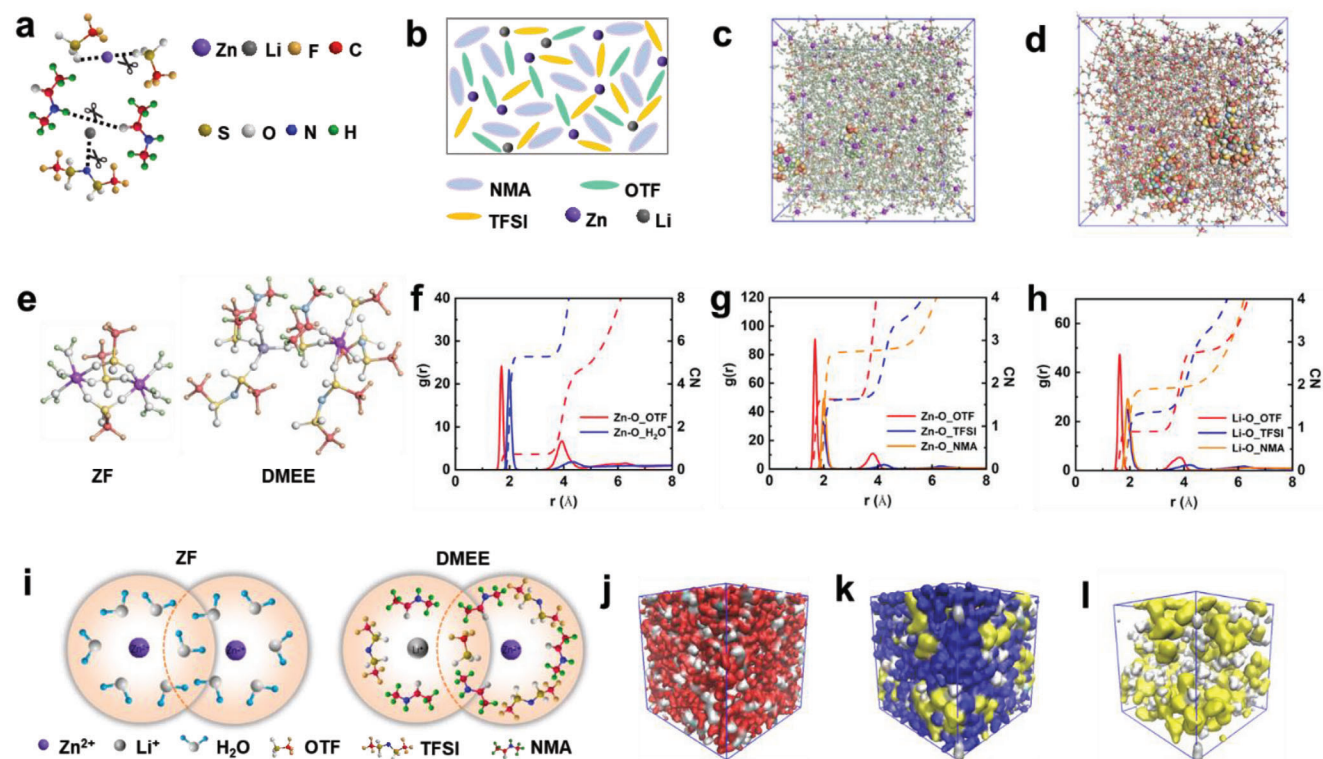 a
Zn Li F C
S O N H
b
NMA OTF
TFSI Zn Li
c
d
e
ZF DMEE
f
40
30
20
10
0
g(r)
8
6
4
2
0
CN
Zn-O_OTF
Zn-O_H₂O
0 2 4 6 8
r (Å)
g
120
100
80
60
40
20
0
g(r)
4
3
2
1
0
CN
Zn-O_OTF
Zn-O_TFSI
Zn-O_NMA
0 2 4 6 8
r (Å)
h
60
40
20
0
g(r)
4
3
2
1
0
CN
Li-O_OTF
Li-O_TFSI
Li-O_NMA
0 2 4 6 8
r (Å)
i
ZF DMEE
Zn²⁺ Zn²⁺ Li⁺ Zn²⁺
Zn²⁺ Li⁺ H₂O OTF TFSI NMA
j
k
l